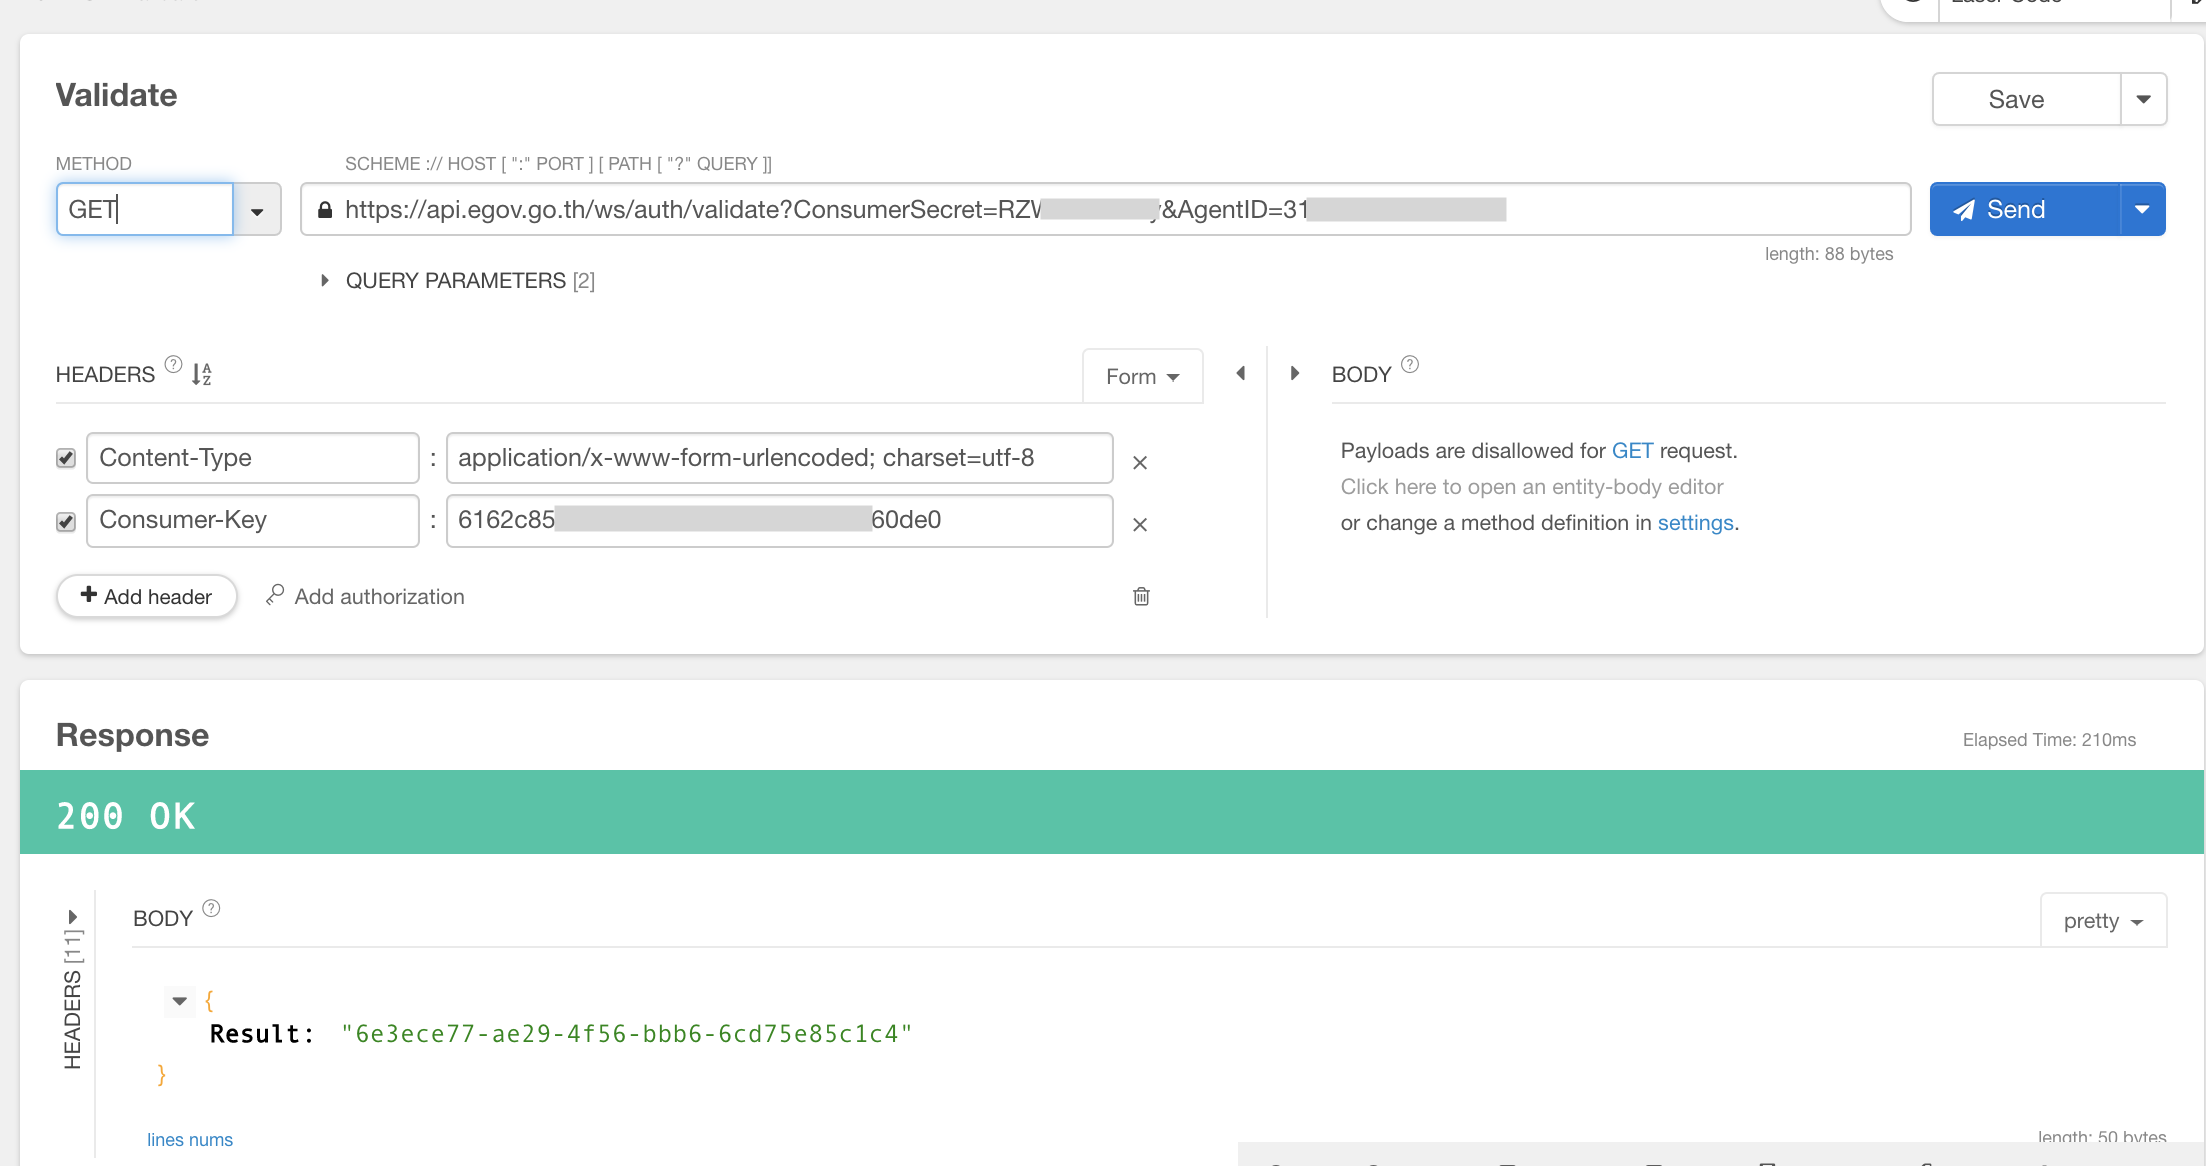 Validate
Save
METHOD
SCHEME :// HOST [ ":" PORT ] [ PATH [ "?" QUERY ]]
GET
https://api.egov.go.th/ws/auth/validate?ConsumerSecret=RZ &AgentID=31
Send
length: 88 bytes
QUERY PARAMETERS [2]
HEADERS
Form
BODY
Content-Type : application/x-www-form-urlencoded; charset=utf-8
Consumer-Key : 6162c85 60de0
Payloads are disallowed for GET request.
Click here to open an entity-body editor
or change a method definition in settings.
Add header
Add authorization
Response
Elapsed Time: 210ms
200 OK
HEADERS [11]
BODY
pretty
{
Result: "6e3ece77-ae29-4f56-bbb6-6cd75e85c1c4"
}
lines nums
length: 50 bytes